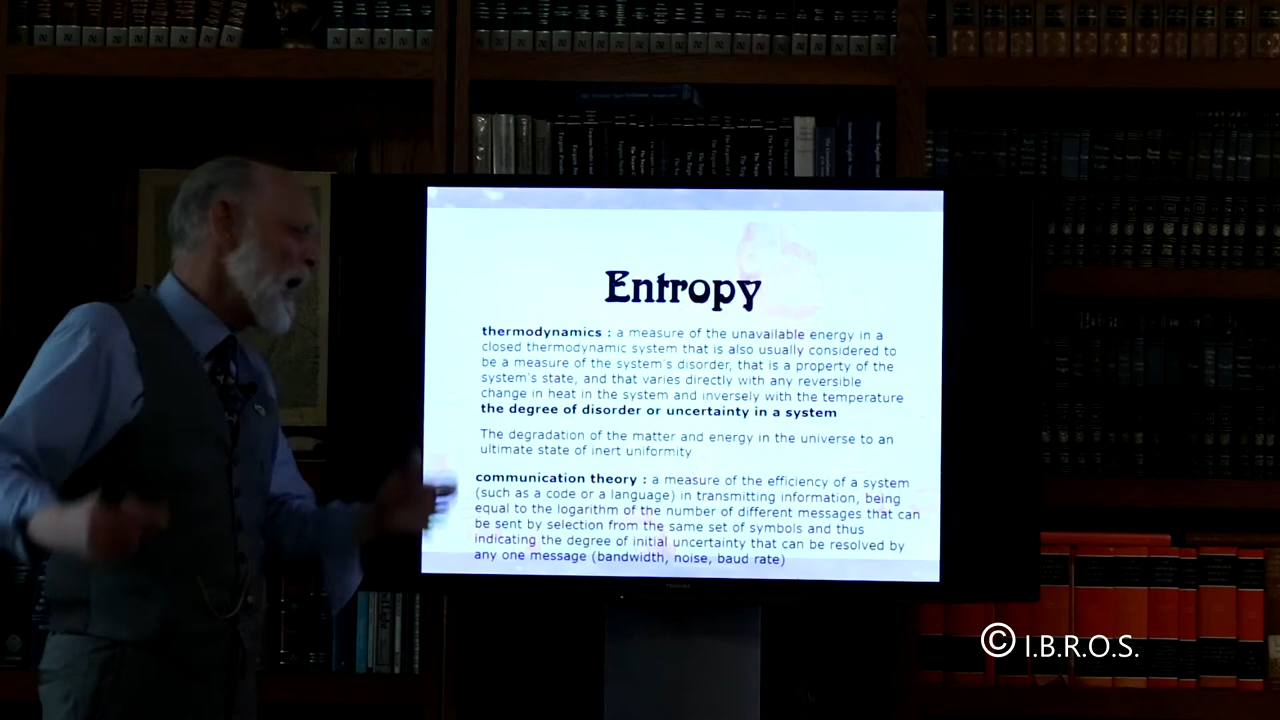 Entropy
thermodynamics : a measure of the unavailable energy in a
closed thermodynamic system that is also usually considered to
be a measure of the system's disorder, that is a property of the
system's state, and that varies directly with any reversible
change in heat in the system and inversely with the temperature
the degree of disorder or uncertainty in a system
The degradation of the matter and energy in the universe to an
ultimate state of inert uniformity
communication theory : a measure of the efficiency of a system
(such as a code or a language) in transmitting information, being
equal to the logarithm of the number of different messages that can
be sent by selection from the same set of symbols and thus
indicating the degree of initial uncertainty that can be resolved by
any one message (bandwidth, noise, baud rate)
TOSHIBA
© I.B.R.O.S.